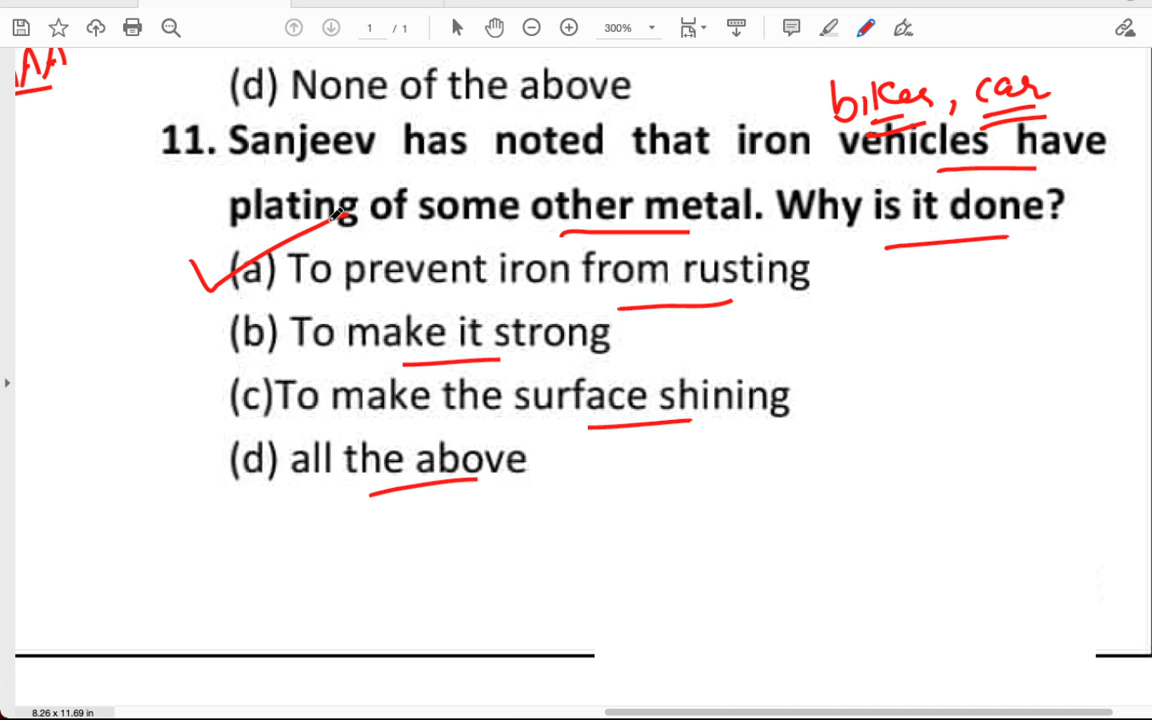 1 / 1
300%
(d) None of the above
bikes, car
11. Sanjeev has noted that iron vehicles have
plating of some other metal. Why is it done?
(a) To prevent iron from rusting
(b) To make it strong
(c)To make the surface shining
(d) all the above
8.26 x 11.69 in